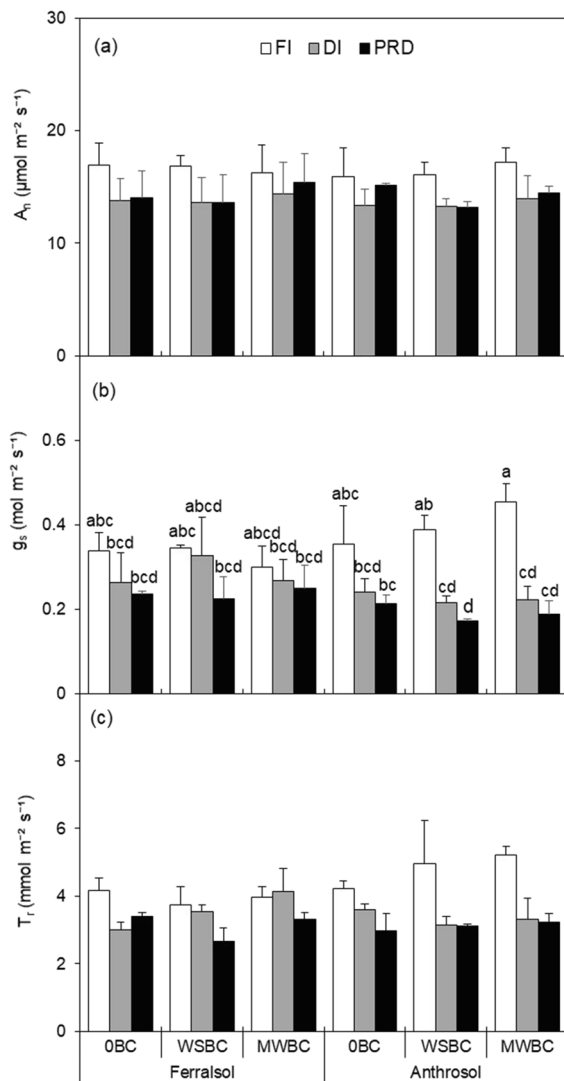 30
(a)
FI DI PRD
20
10
0
Aₙ (µmol m⁻² s⁻¹)
(b)
0.6
0.4
0.2
0
gₛ (mol m⁻² s⁻¹)
abc bcd bcd abc abcd bcd abcd bcd bcd abc bcd bc ab cd d a cd cd
(c)
8
6
4
2
0
Tᵣ (mmol m⁻² s⁻¹)
0BC WSBC MWBC 0BC WSBC MWBC
Ferralsol Anthrosol